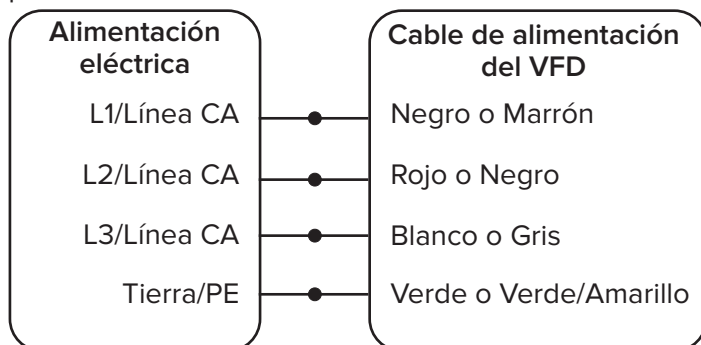 Alimentación
eléctrica
Cable de alimentación
del VFD
L1/Línea CA
Negro o Marrón
L2/Línea CA
Rojo o Negro
L3/Línea CA
Blanco o Gris
Tierra/PE
Verde o Verde/Amarillo